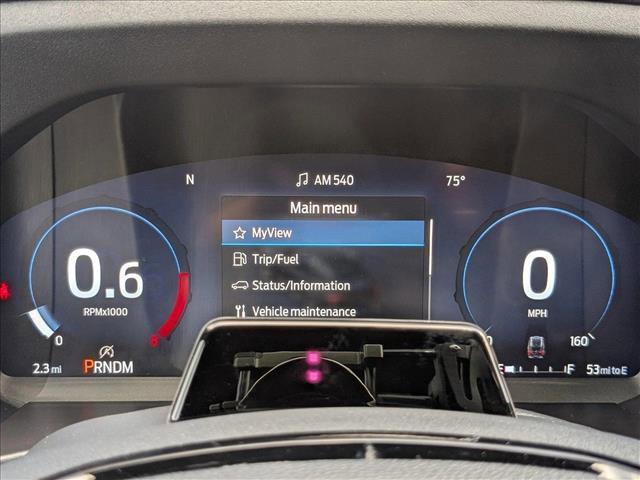 N
AM 540
75°
Main menu
MyView
Trip/Fuel
Status/Information
Vehicle maintenance
0.6
RPMx1000
0
8
0
MPH
160
2.3 mi
PRNDM
E
F
53 mi to E